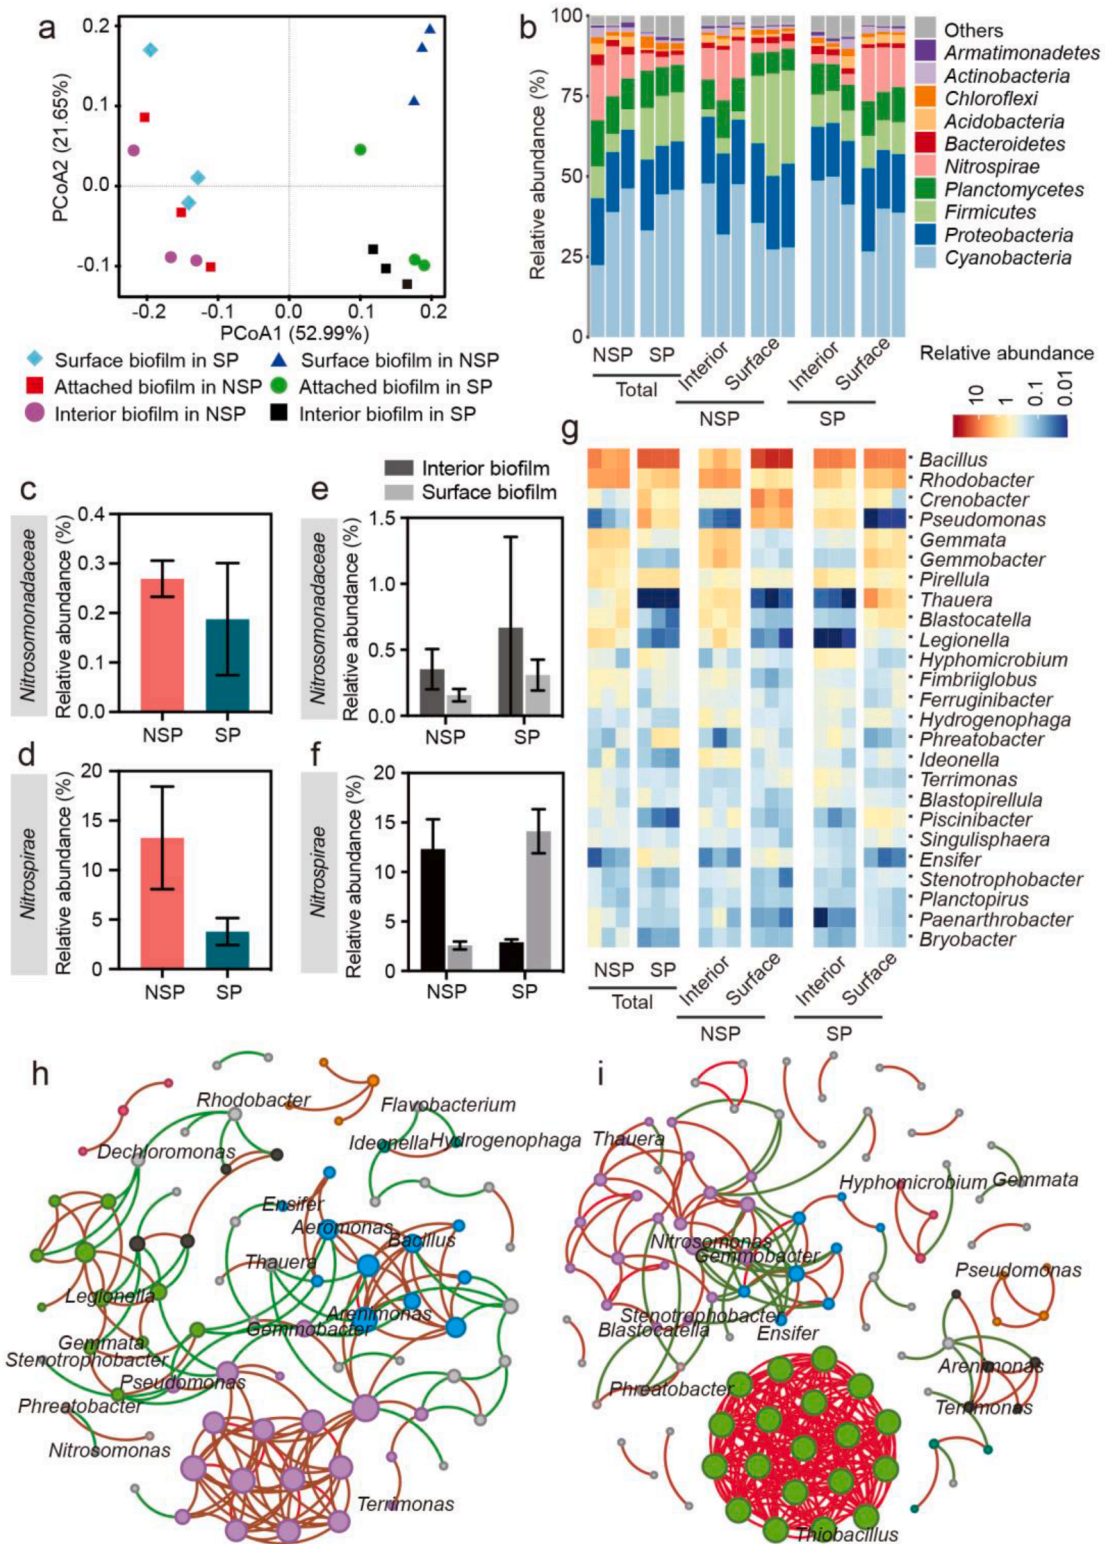 a
0.2
0.1
0.0
-0.1
PCoA2 (21.65%)
-0.2
-0.1
0.0
0.1
0.2
PCoA1 (52.99%)
Surface biofilm in SP
Surface biofilm in NSP
Attached biofilm in NSP
Attached biofilm in SP
Interior biofilm in NSP
Interior biofilm in SP
b
100
75
50
25
0
Relative abundance (%)
NSP
SP
Total
Interior
Surface
NSP
Interior
Surface
SP
Others
Armatimonadetes
Actinobacteria
Chloroflexi
Acidobacteria
Bacteroidetes
Nitrospirae
Planctomycetes
Firmicutes
Proteobacteria
Cyanobacteria
Relative abundance
10
1
0.1
0.01
c
Nitrosomonadaceae
Relative abundance (%)
0.4
0.3
0.2
0.1
0.0
NSP
SP
Interior biofilm
Surface biofilm
e
Nitrosomonadaceae
Relative abundance (%)
1.5
1.0
0.5
0.0
NSP
SP
d
Nitrospirae
Relative abundance (%)
20
15
10
5
0
NSP
SP
f
Nitrospirae
Relative abundance (%)
20
15
10
5
0
NSP
SP
g
Bacillus
Rhodobacter
Crenobacter
Pseudomonas
Gemmata
Gemmobacter
Pirellula
Thauera
Blastocatella
Legionella
Hyphomicrobium
Fimbriiglobus
Ferruginibacter
Hydrogenophaga
Phreatobacter
Ideonella
Terrimonas
Blastopirellula
Piscinibacter
Singulisphaera
Ensifer
Stenotrophobacter
Planctopirus
Paenarthrobacter
Bryobacter
NSP
SP
Total
Interior
Surface
NSP
Interior
Surface
SP
h
Rhodobacter
Flavobacterium
Dechloromonas
Ideonella
Hydrogenophaga
Ensifer
Aeromonas
Bacillus
Thauera
Legionella
Arenimonas
Gemmobacter
Gemmata
Stenotrophobacter
Pseudomonas
Phreatobacter
Nitrosomonas
Terrimonas
i
Thauera
Hyphomicrobium
Gemmata
Nitrosomonas
Gemmobacter
Pseudomonas
Stenotrophobacter
Blastocatella
Ensifer
Arenimonas
Phreatobacter
Terrimonas
Thiobacillus